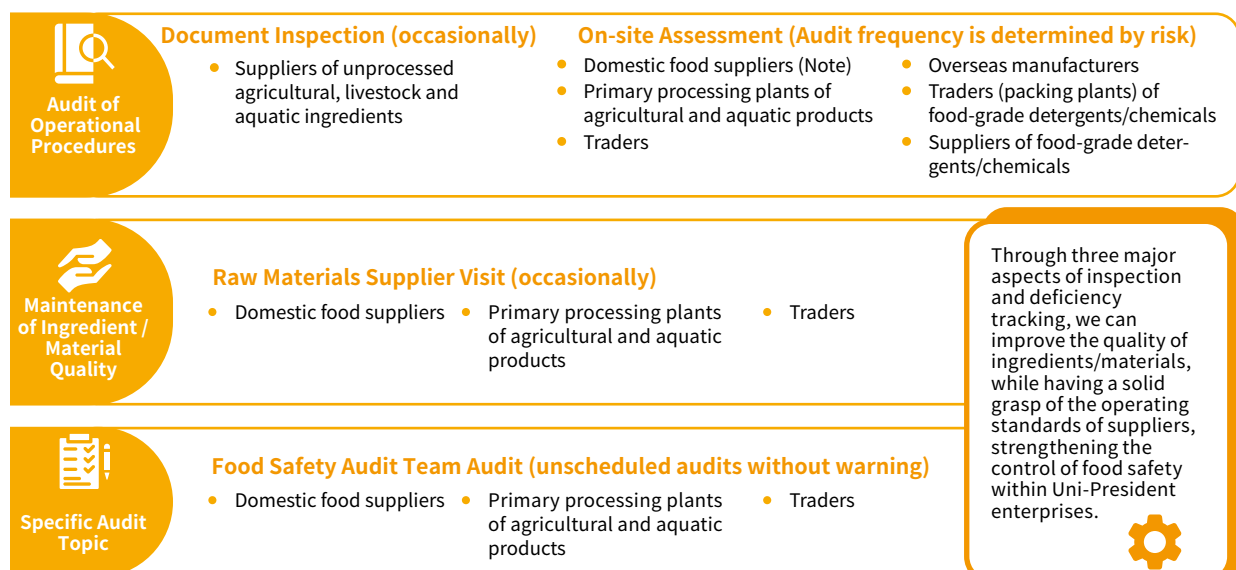 Audit of
Operational
Procedures
Document Inspection (occasionally)
Suppliers of unprocessed
agricultural, livestock and
aquatic ingredients
On-site Assessment (Audit frequency is determined by risk)
Domestic food suppliers (Note)
Primary processing plants of
agricultural and aquatic products
Traders
Overseas manufacturers
Traders (packing plants) of
food-grade detergents/chemicals
Suppliers of food-grade deter-
gents/chemicals
Maintenance
of Ingredient /
Material
Quality
Raw Materials Supplier Visit (occasionally)
Domestic food suppliers
Primary processing plants
of agricultural and aquatic
products
Traders
Specific Audit
Topic
Food Safety Audit Team Audit (unscheduled audits without warning)
Domestic food suppliers
Primary processing plants
of agricultural and aquatic
products
Traders
Through three major
aspects of inspection
and deficiency
tracking, we can
improve the quality of
ingredients/materials,
while having a solid
grasp of the operating
standards of suppliers,
strengthening the
control of food safety
within Uni-President
enterprises.